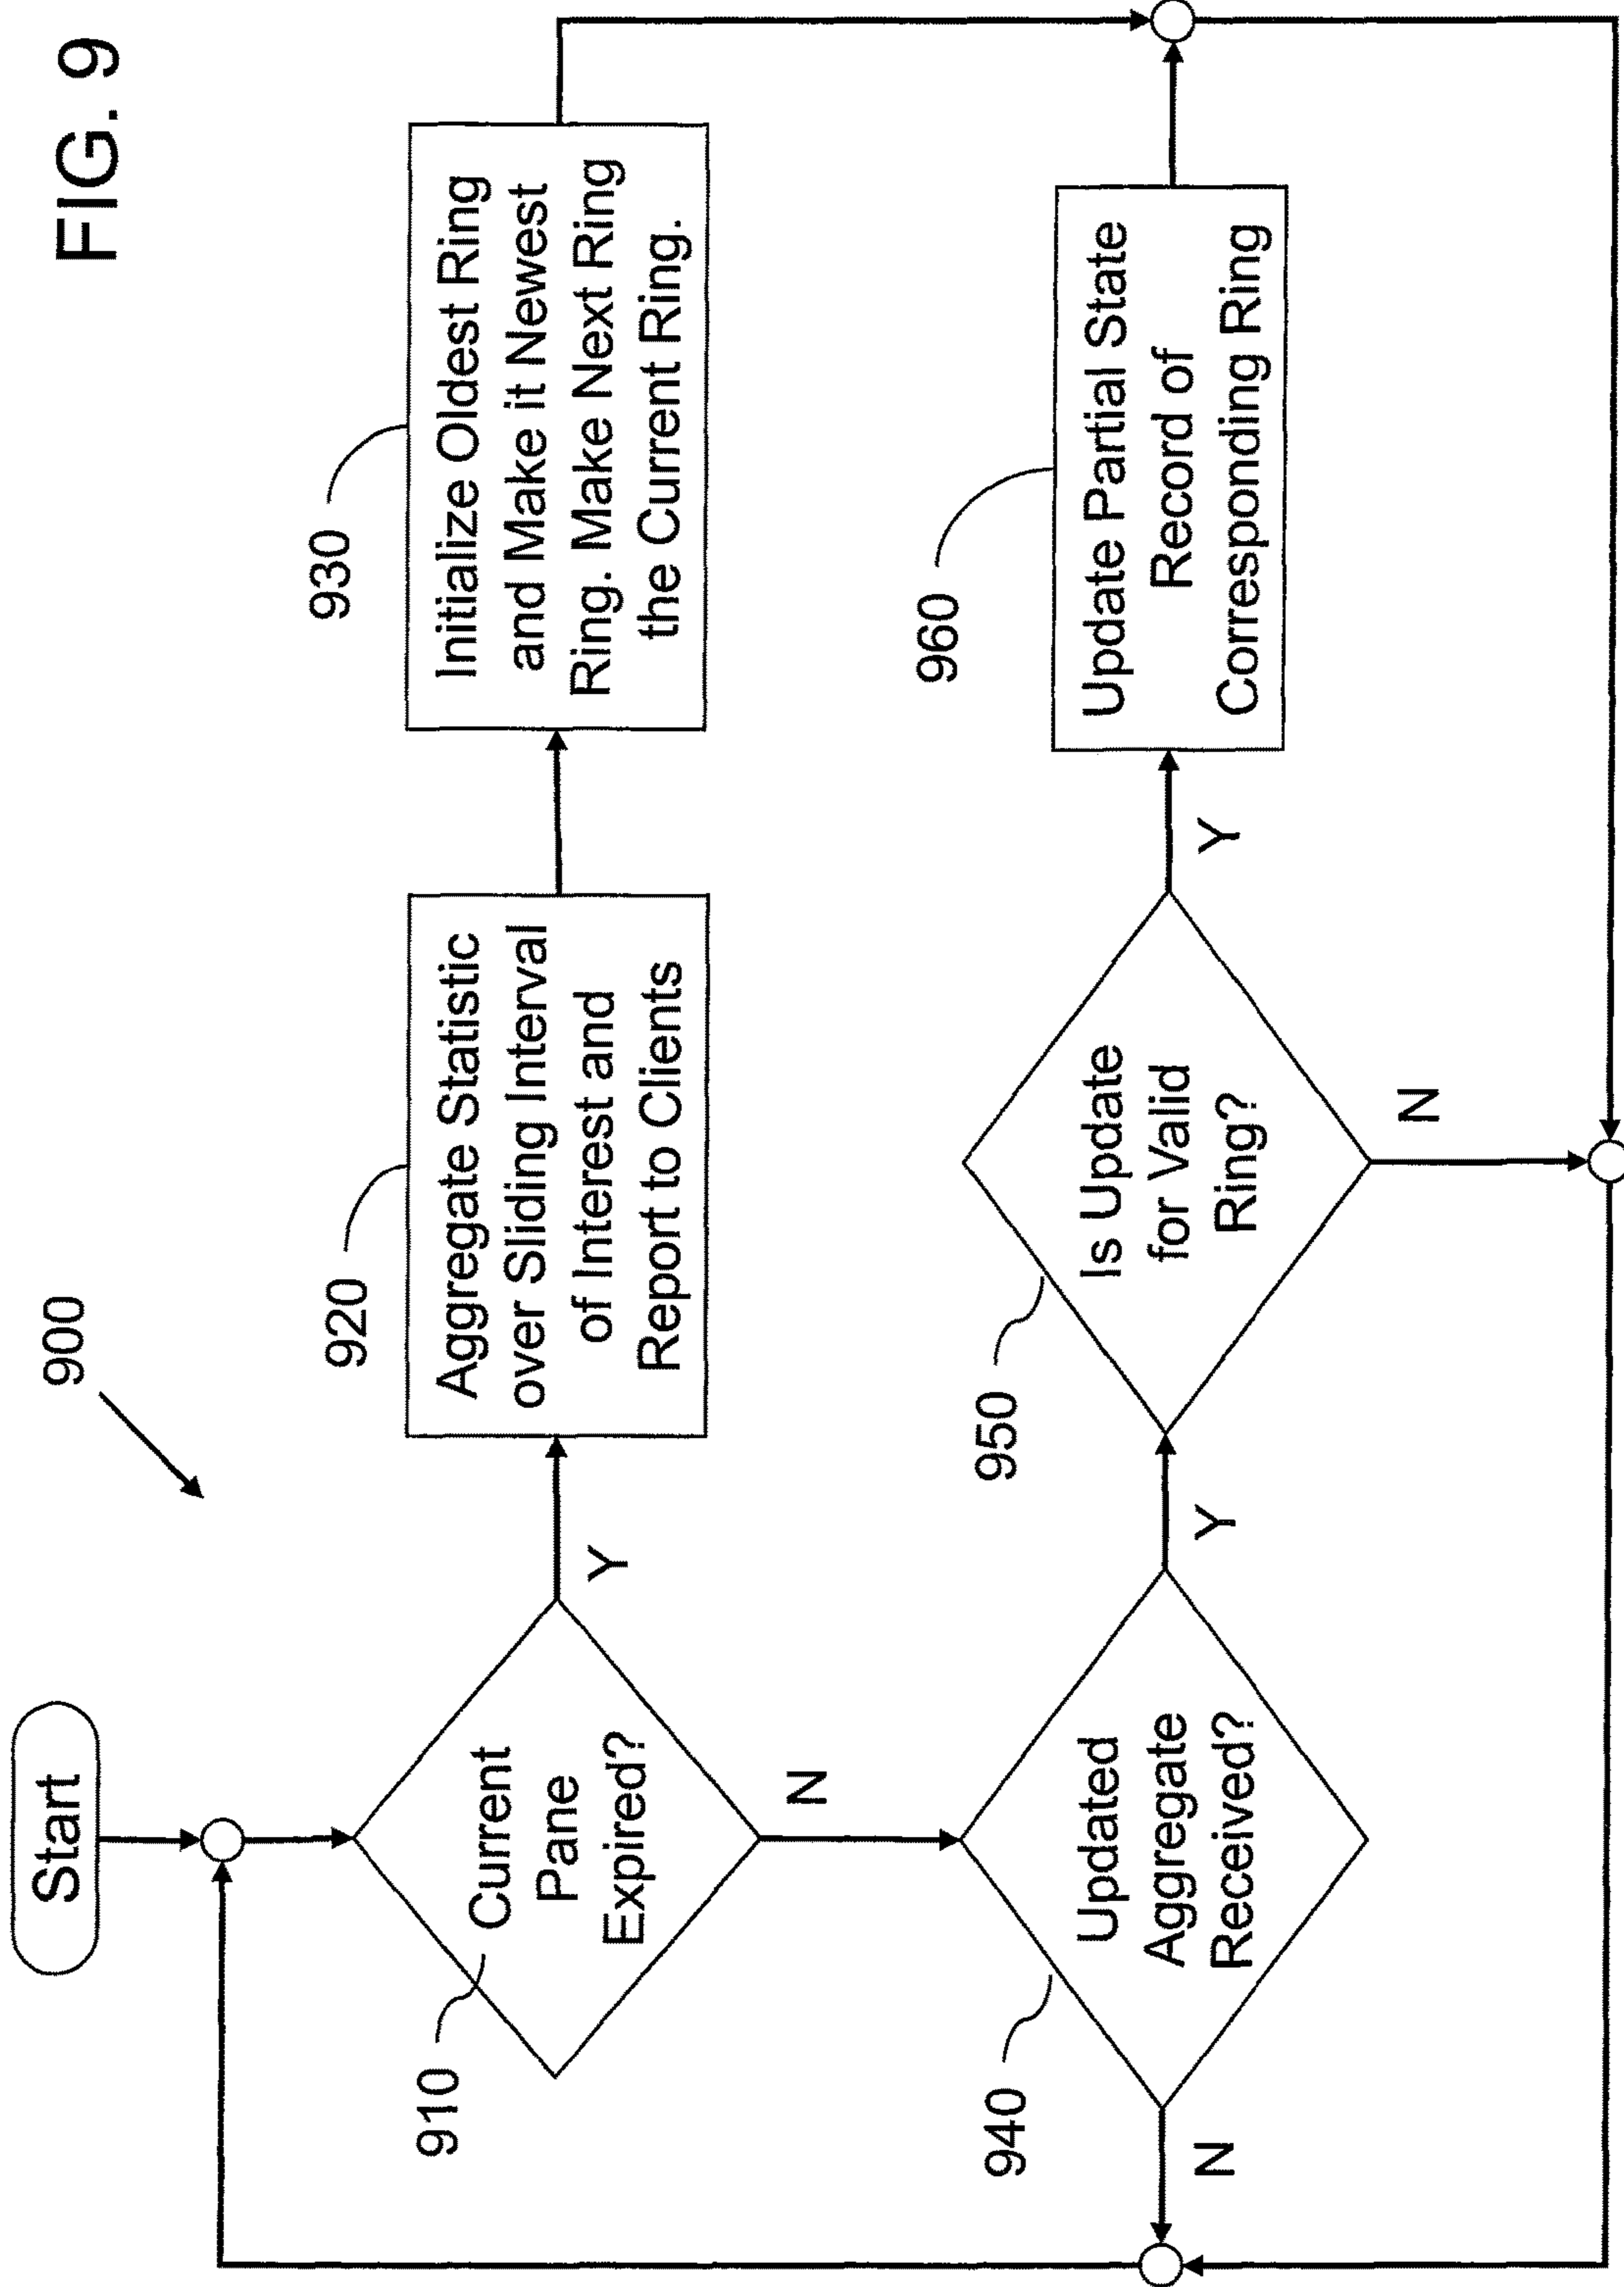 FIG. 9
900
Start
910
Current
Pane
Expired?
Y
N
920
Aggregate Statistic
over Sliding Interval
of Interest and
Report to Clients
930
Initialize Oldest Ring
and Make it Newest
Ring. Make Next Ring
the Current Ring.
940
Updated
Aggregate
Received?
N
Y
950
Is Update
for Valid
Ring?
Y
N
960
Update Partial State
Record of
Corresponding Ring